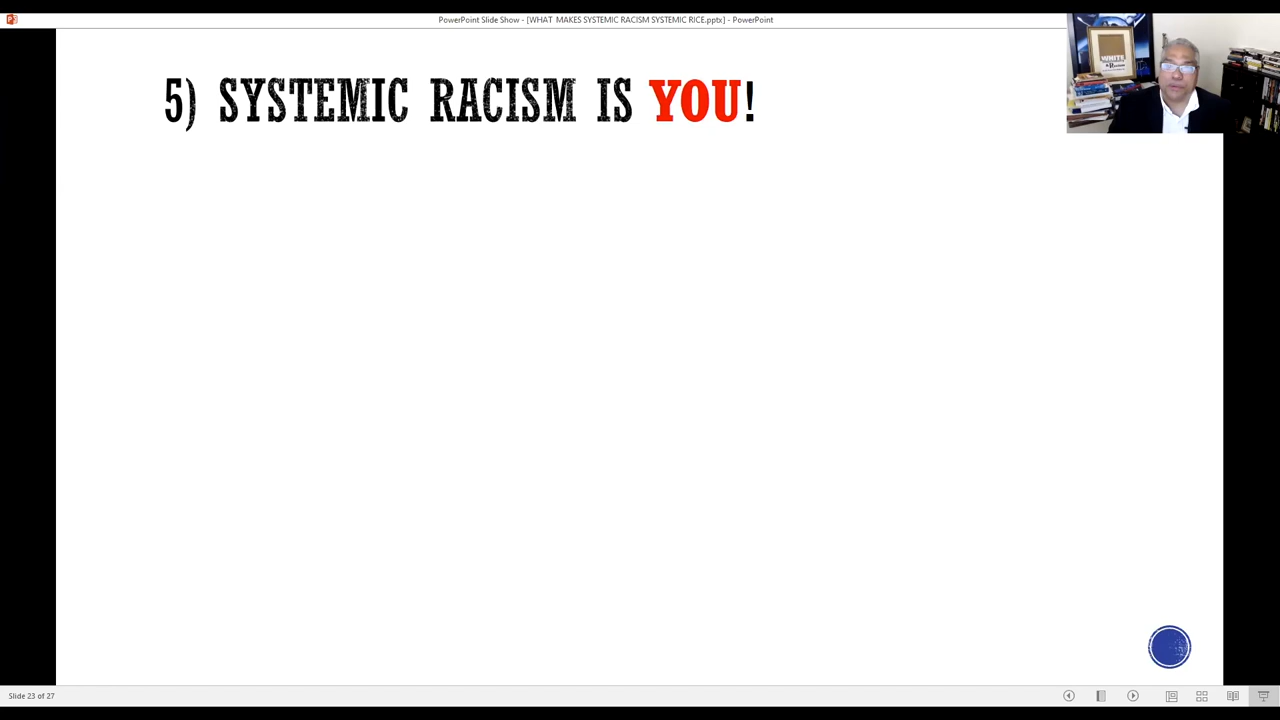 PowerPoint Slide Show - [WHAT MAKES SYSTEMIC RACISM SYSTEMIC RICE.pptx] - PowerPoint
5) SYSTEMIC RACISM IS YOU!
WHITE
Slide 23 of 27